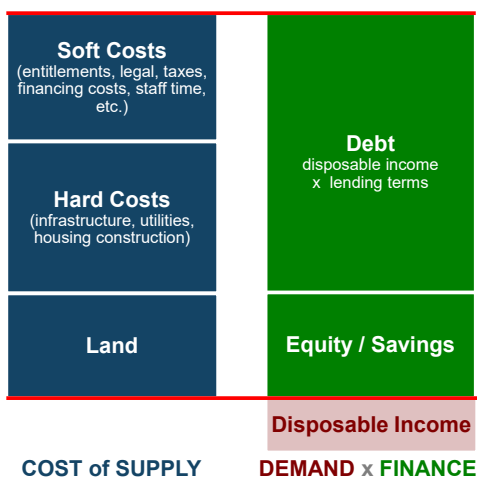 Soft Costs
(entitlements, legal, taxes,
financing costs, staff time,
etc.)
Hard Costs
(infrastructure, utilities,
housing construction)
Land
COST of SUPPLY
Debt
disposable income
x lending terms
Equity / Savings
Disposable Income
DEMAND x FINANCE